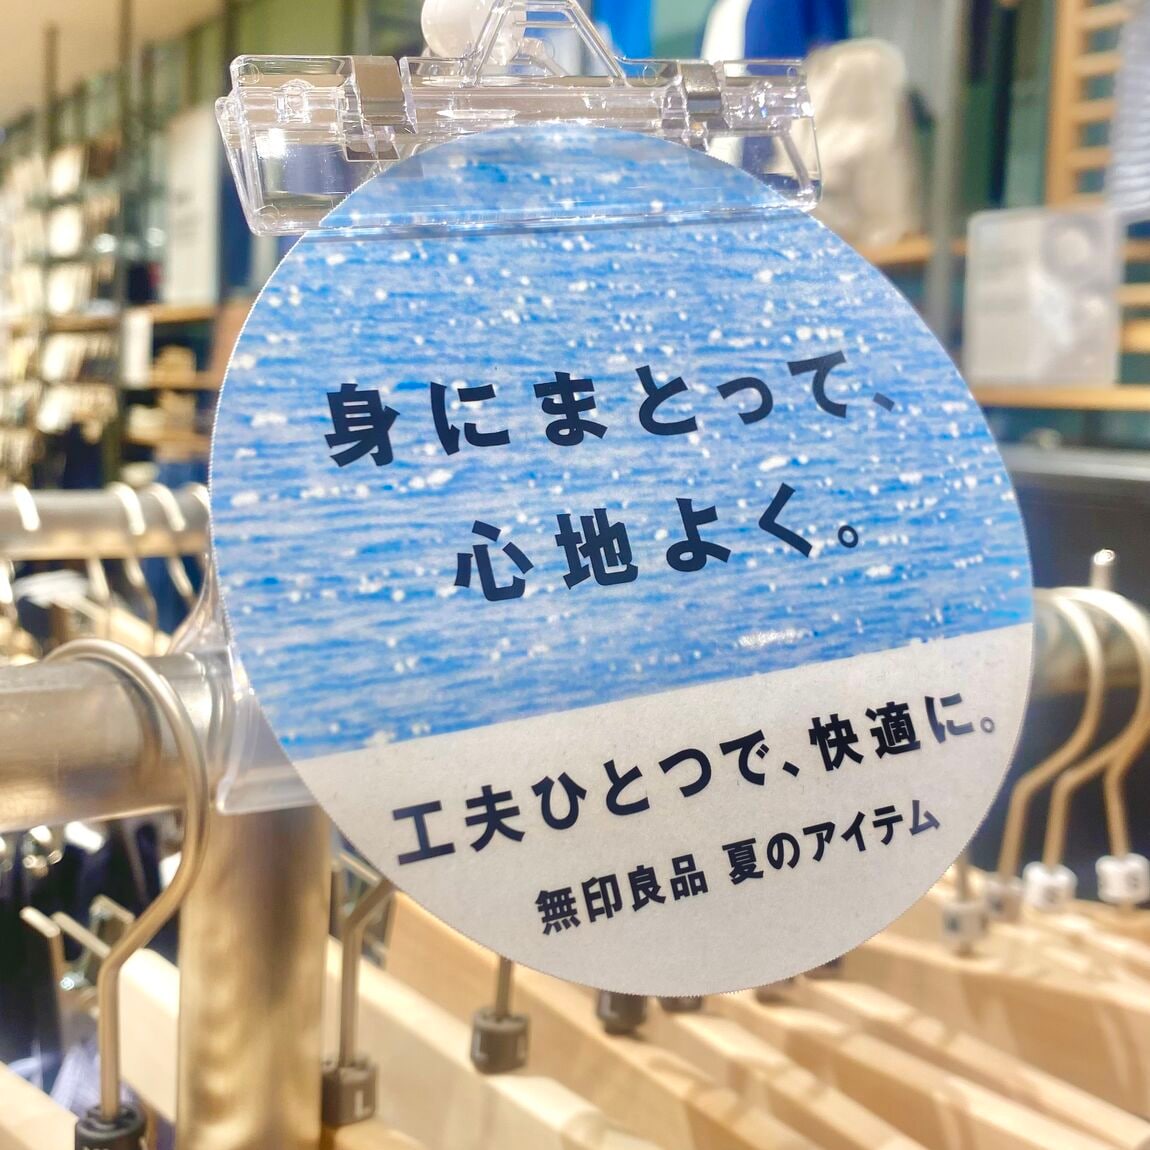 身にまとって、
心地よく。
工夫ひとつで、快適に。
無印良品 夏のアイテム
L